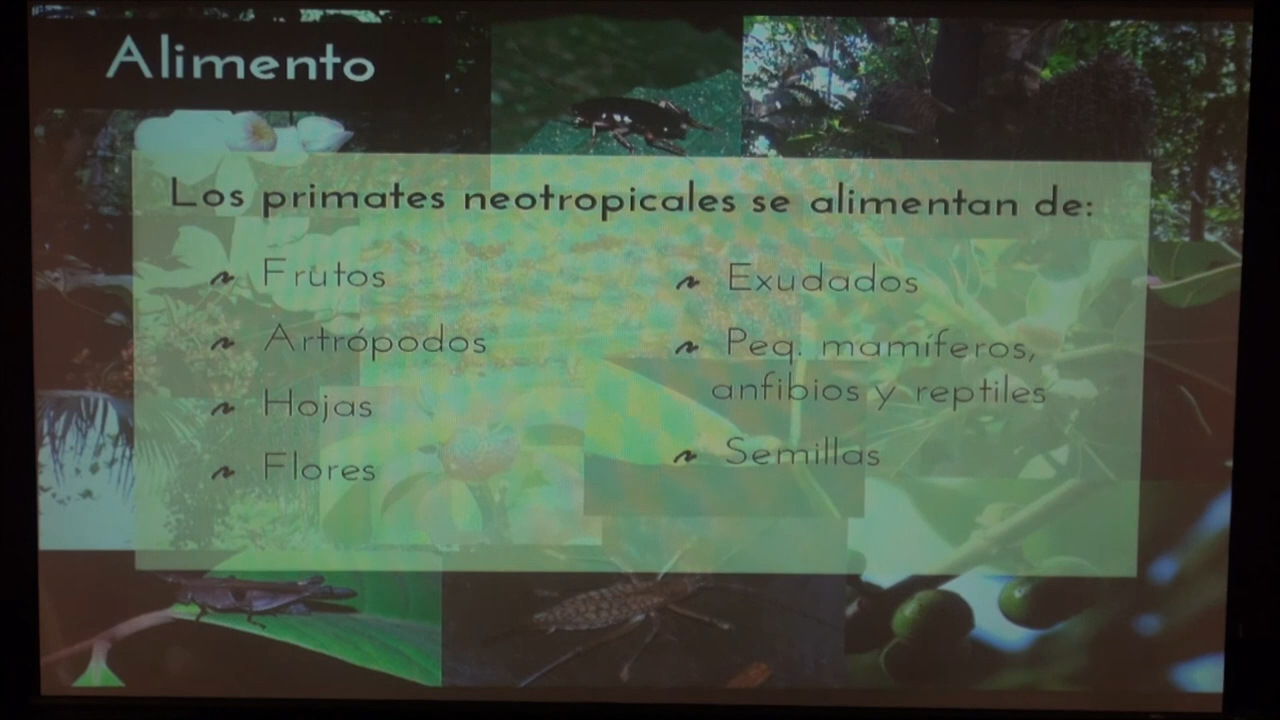 Alimento
Los primates neotropicales se alimentan de:
Frutos
Artrópodos
Hojas
Flores
Exudados
Peq. mamíferos,
anfibios y reptiles
Semillas